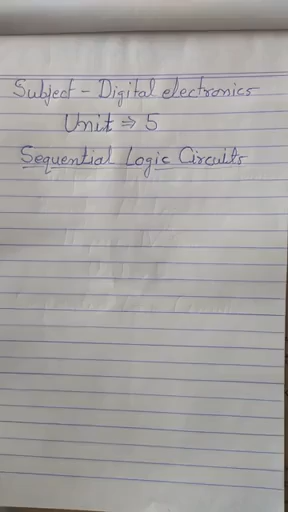 Subject - Digital electronics
Unit ⇒ 5
Sequential Logic Circuits